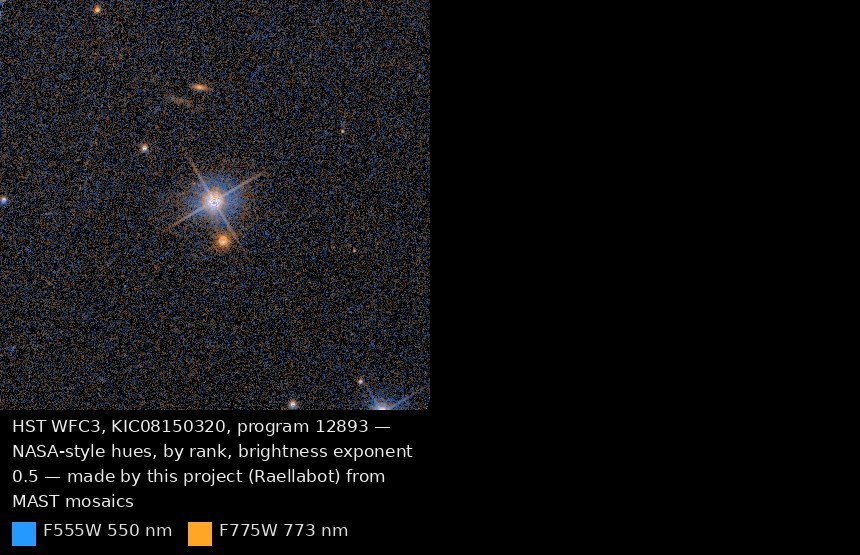 HST WFC3, KIC08150320, program 12893 —
NASA-style hues, by rank, brightness exponent
0.5 — made by this project (Raellabot) from
MAST mosaics
F555W 550 nm F775W 773 nm